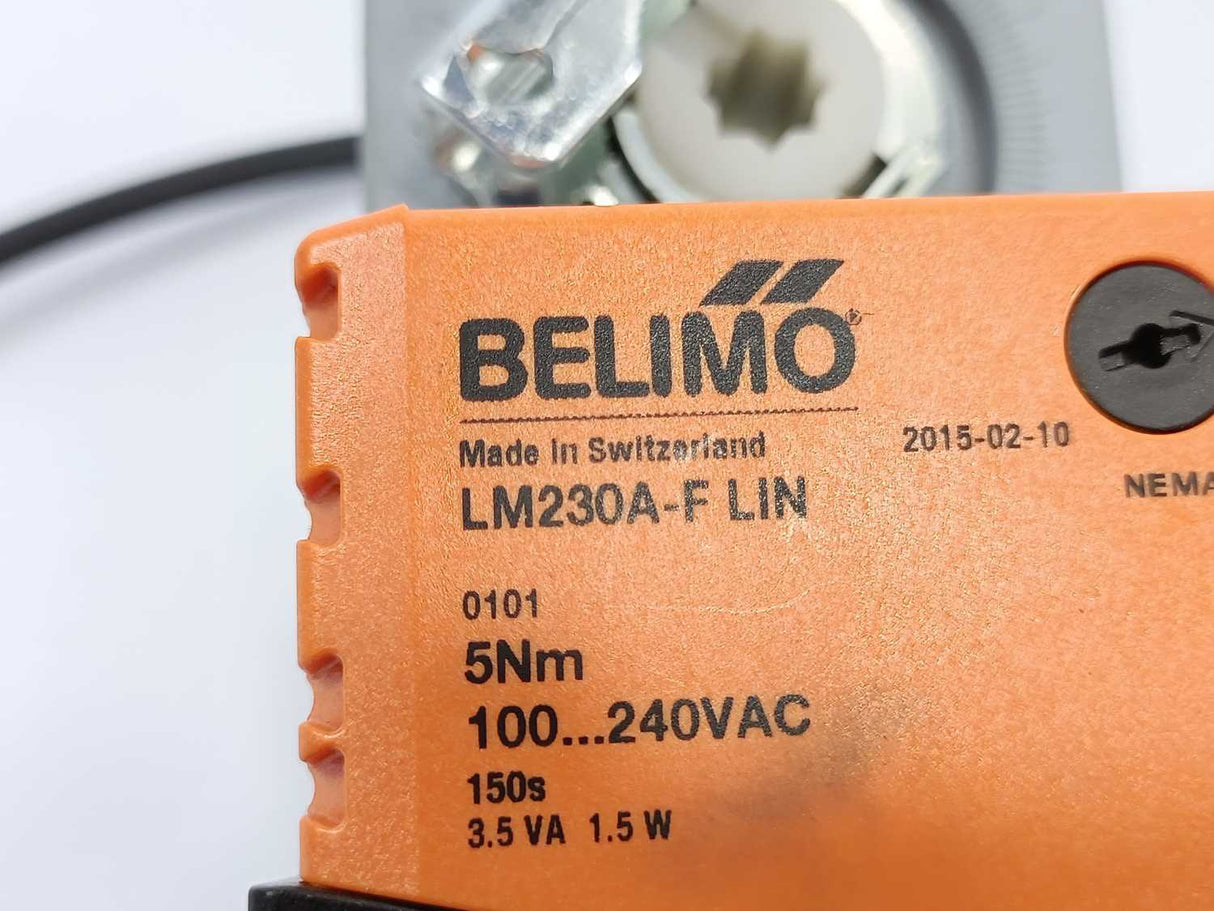 BELIMO®
Made in Switzerland
2015-02-10
LM230A-F LIN
NEMA
0101
5Nm
100...240VAC
150s
3.5 VA 1.5 W